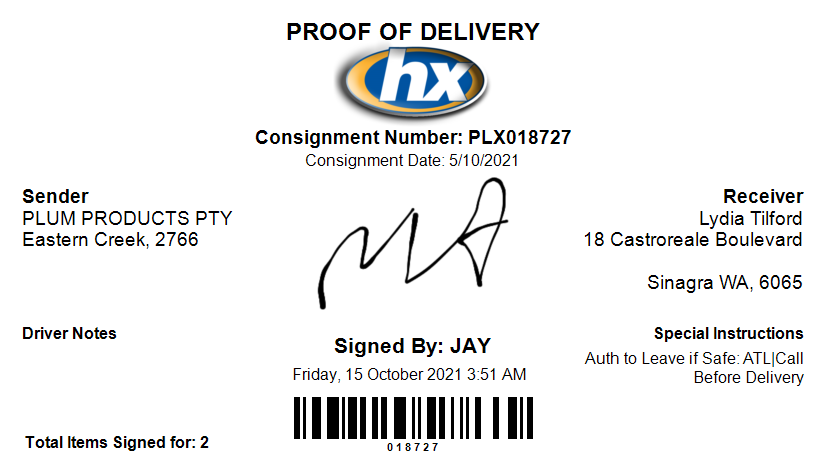 PROOF OF DELIVERY
hx
Consignment Number: PLX018727
Consignment Date: 5/10/2021
Sender
PLUM PRODUCTS PTY
Eastern Creek, 2766
Receiver
Lydia Tilford
18 Castroreale Boulevard
Sinagra WA, 6065
Driver Notes
Signed By: JAY
Friday, 15 October 2021 3:51 AM
Special Instructions
Auth to Leave if Safe: ATL|Call
Before Delivery
018727
Total Items Signed for: 2